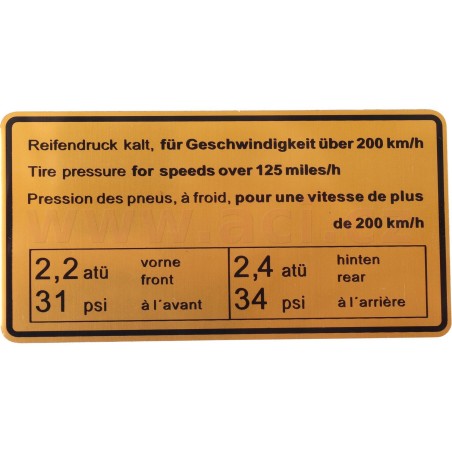 Reifendruck kalt, für Geschwindigkeit über 200 km/h
Tire pressure for speeds over 125 miles/h
Pression des pneus, à froid, pour une vitesse de plus
de 200 km/h
2,2 atü vorne
front
31 psi à l´avant
2,4 atü hinten
rear
34 psi à l´arrière